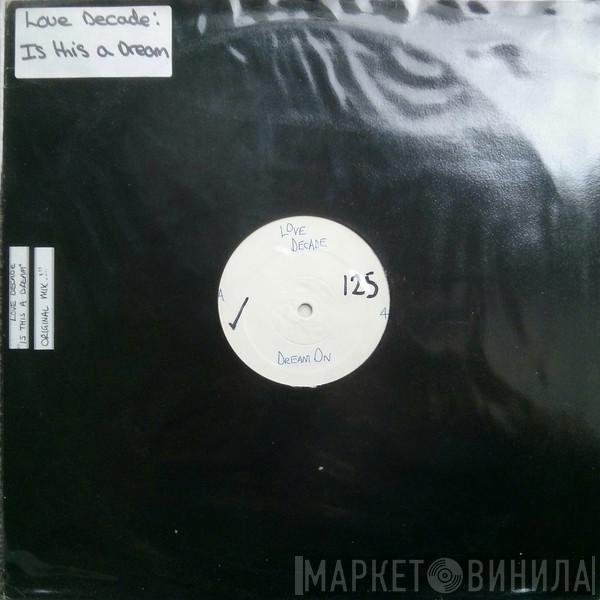 Love Decade:
Is this a Dream
LOVE DECADE
"IS THIS A DREAM"
ORIGINAL MIX..!!"
LOVE
DECADE
125
A
4
DREAM ON
МАРКЕТ ВИНИЛА